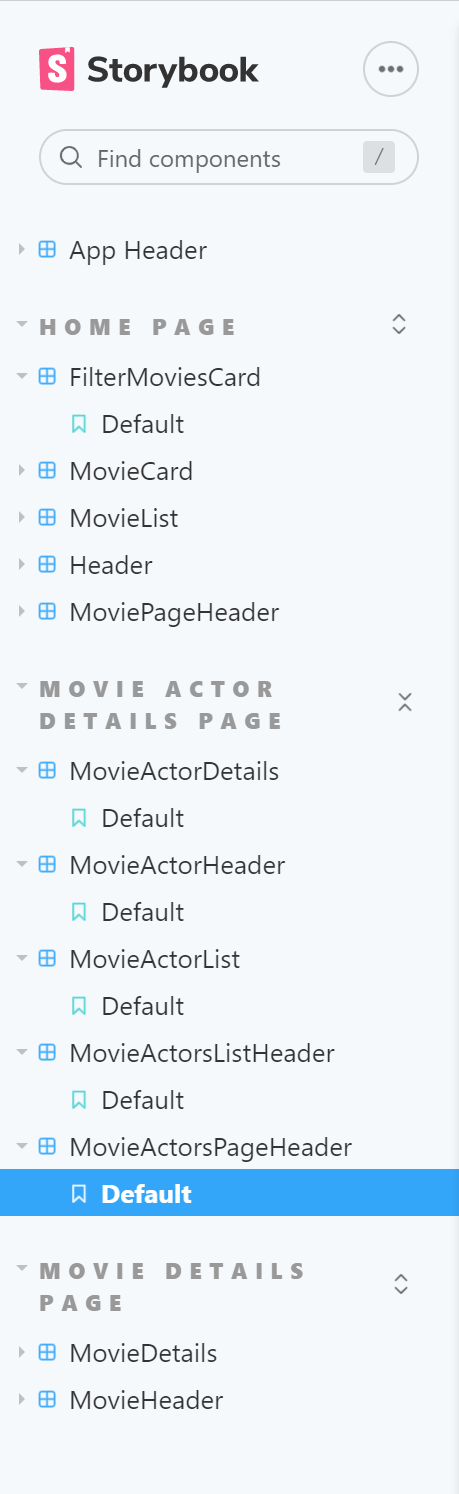 Storybook
Find components
/
App Header
HOME PAGE
FilterMoviesCard
Default
MovieCard
MovieList
Header
MoviePageHeader
MOVIE ACTOR
DETAILS PAGE
MovieActorDetails
Default
MovieActorHeader
Default
MovieActorList
Default
MovieActorsListHeader
Default
MovieActorsPageHeader
Default
MOVIE DETAILS
PAGE
MovieDetails
MovieHeader